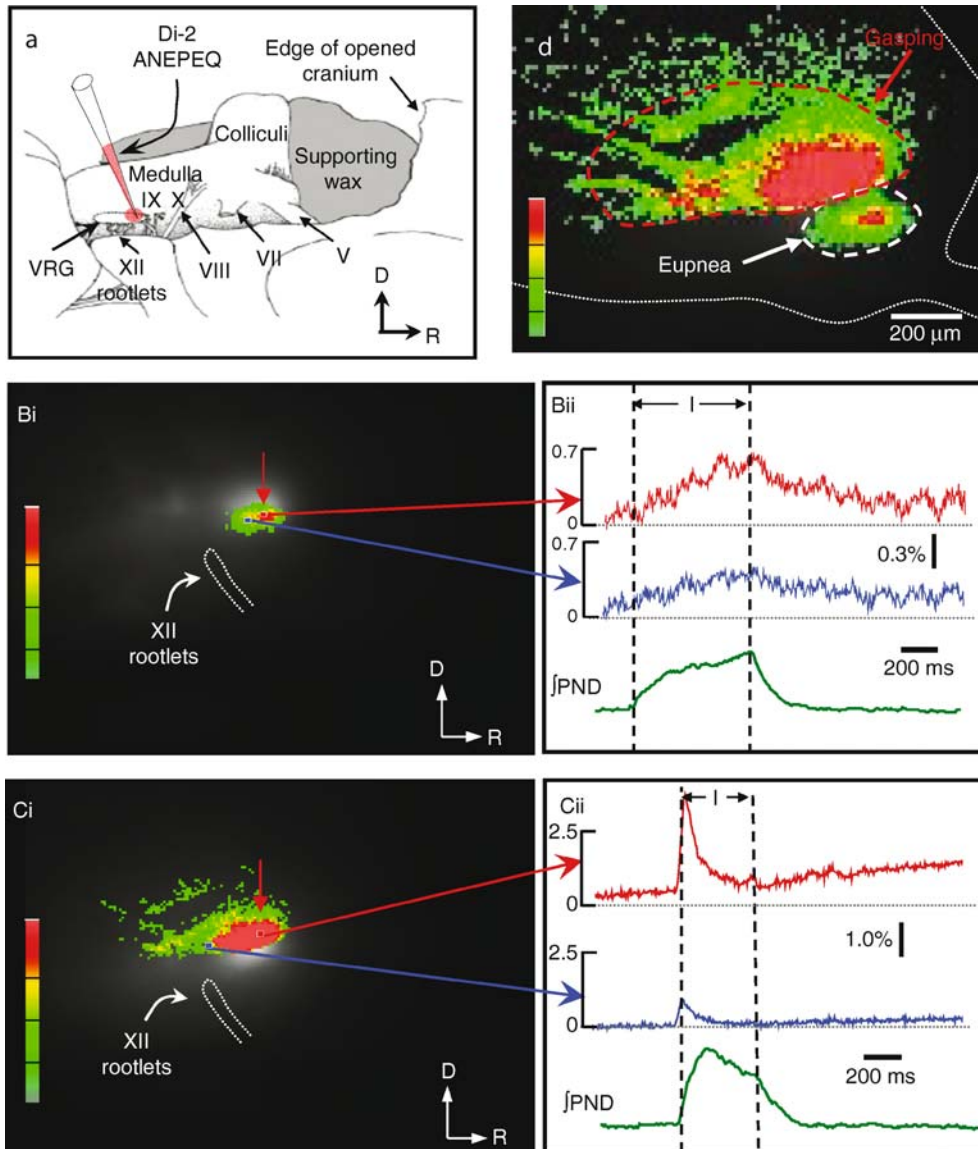 a
Di-2
ANEPEQ
Edge of opened
cranium
Colliculi
Supporting
wax
Medulla
IX X
VRG
XII
rootlets
VIII
VII
V
D
R
d
Gasping
Eupnea
200 μm
Bi
XII
rootlets
D
R
Bii
I
0.7
0
0.7
0
0.3%
200 ms
∫PND
Ci
XII
rootlets
D
R
Cii
I
2.5
0
1.0%
2.5
0
200 ms
∫PND